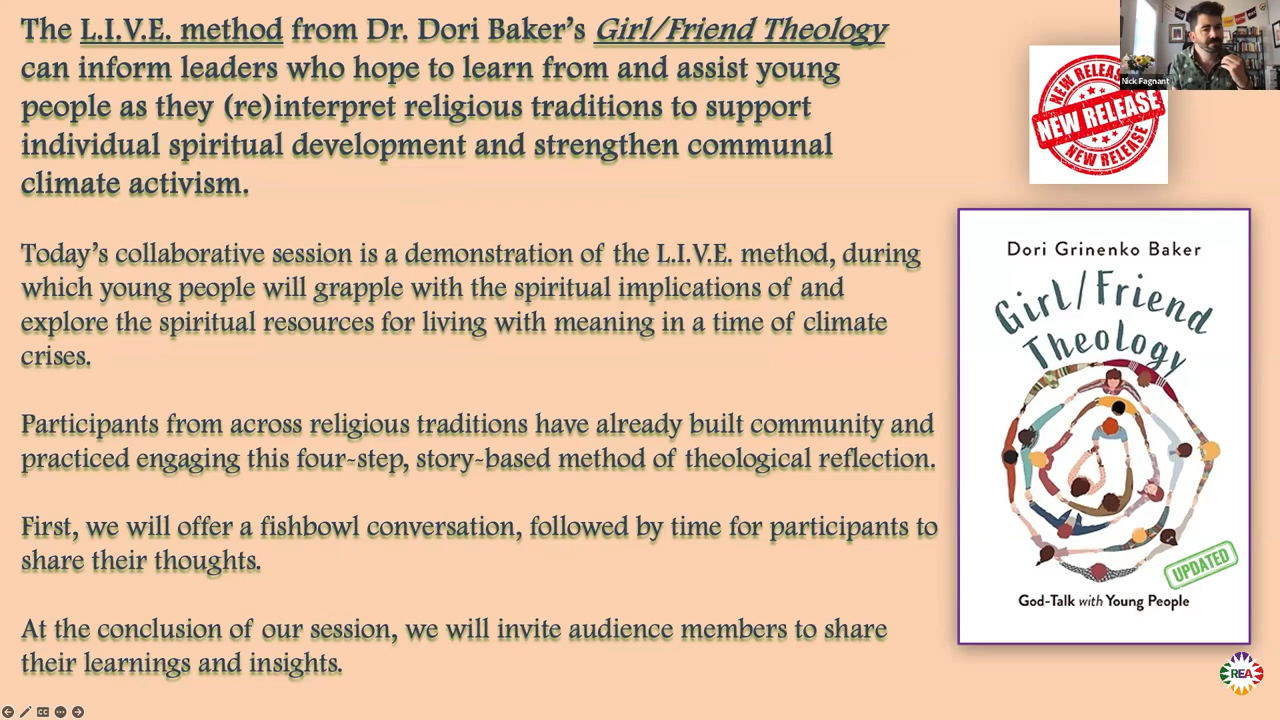 The L.I.V.E. method from Dr. Dori Baker's Girl/Friend Theology
can inform leaders who hope to learn from and assist young
people as they (re)interpret religious traditions to support
individual spiritual development and strengthen communal
climate activism.
Today's collaborative session is a demonstration of the L.I.V.E. method, during
which young people will grapple with the spiritual implications of and
explore the spiritual resources for living with meaning in a time of climate
crises.
Participants from across religious traditions have already built community and
practiced engaging this four-step, story-based method of theological reflection.
First, we will offer a fishbowl conversation, followed by time for participants to
share their thoughts.
At the conclusion of our session, we will invite audience members to share
their learnings and insights.
Nick Fagnant
NEW RELEASE
NEW RELEASE
Dori Grinenko Baker
Girl/Friend
Theology
UPDATED
God-Talk with Young People
REA
CC